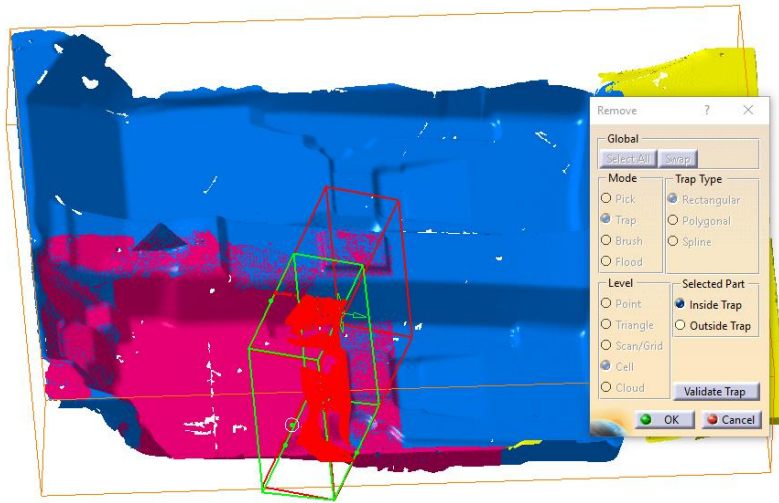 Remove ? ×
Global
Select All Swap
Mode Trap Type
Pick Rectangular
Trap Polygonal
Brush Spline
Flood
Level Selected Part
Point Inside Trap
Triangle Outside Trap
Scan/Grid
Cell
Cloud Validate Trap
OK Cancel